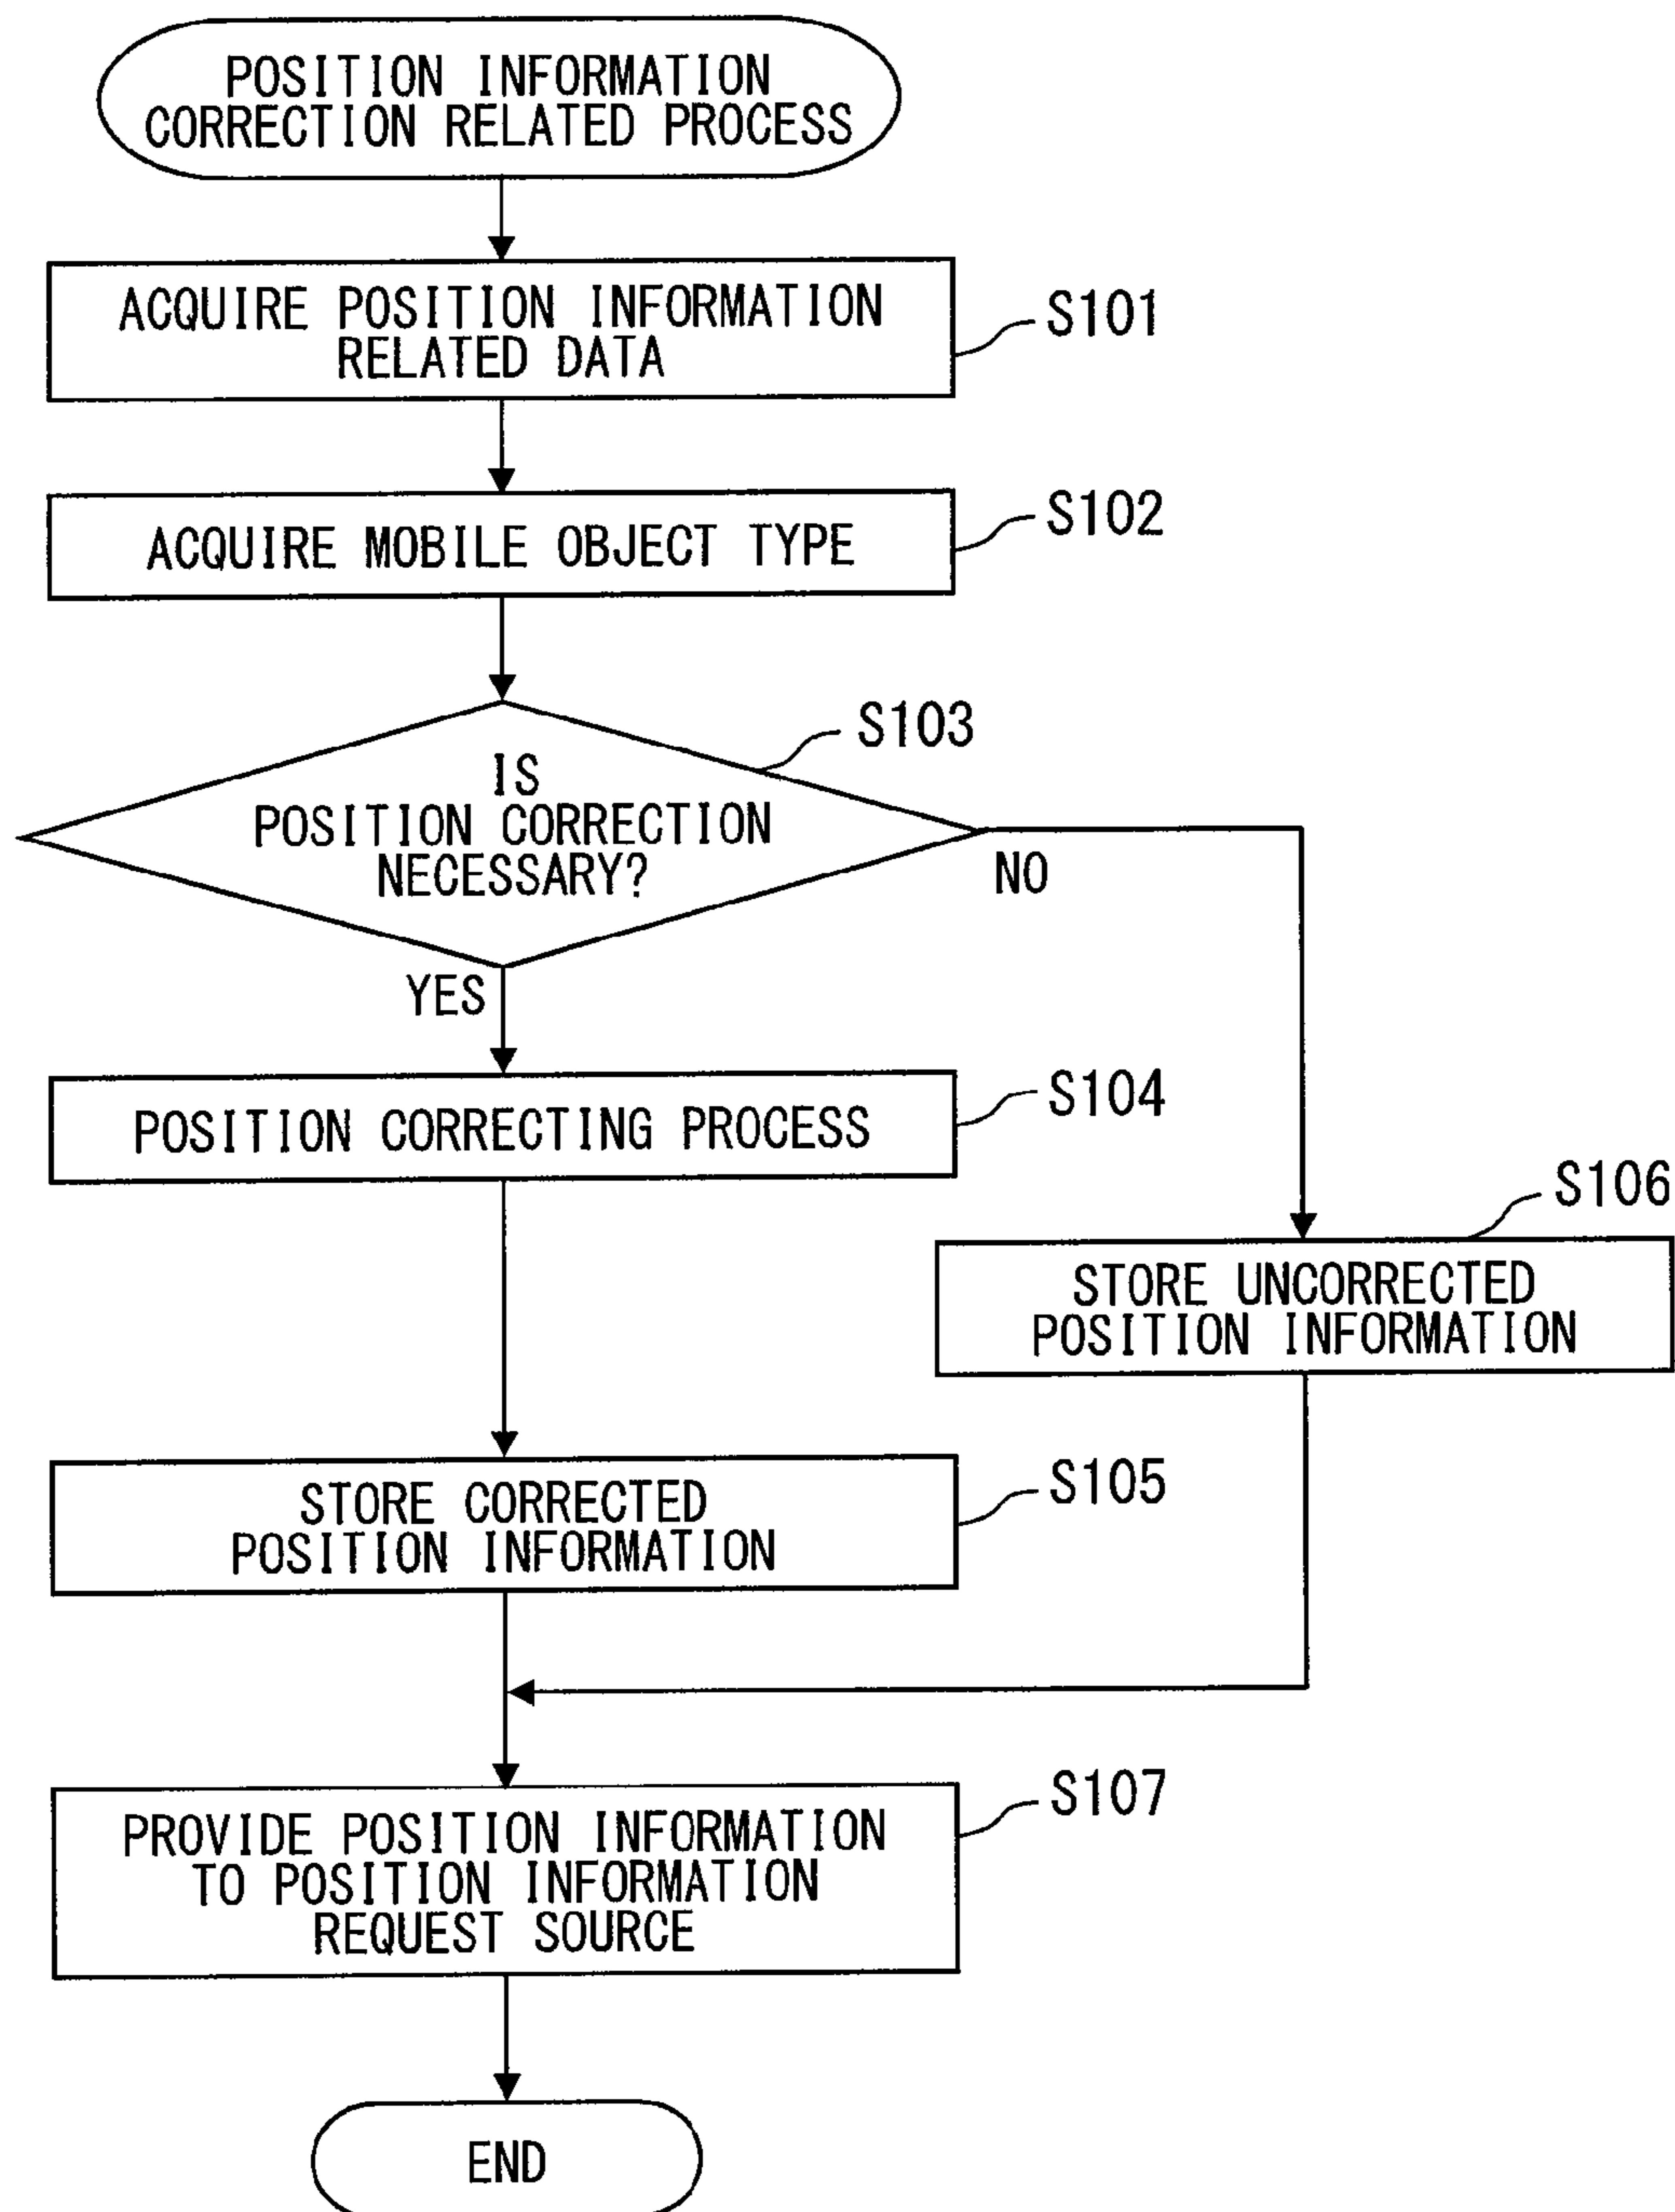 POSITION INFORMATION
CORRECTION RELATED PROCESS
ACQUIRE POSITION INFORMATION
RELATED DATA
S101
ACQUIRE MOBILE OBJECT TYPE
S102
IS
POSITION CORRECTION
NECESSARY?
S103
NO
YES
POSITION CORRECTING PROCESS
S104
S106
STORE UNCORRECTED
POSITION INFORMATION
STORE CORRECTED
POSITION INFORMATION
S105
PROVIDE POSITION INFORMATION
TO POSITION INFORMATION
REQUEST SOURCE
S107
END